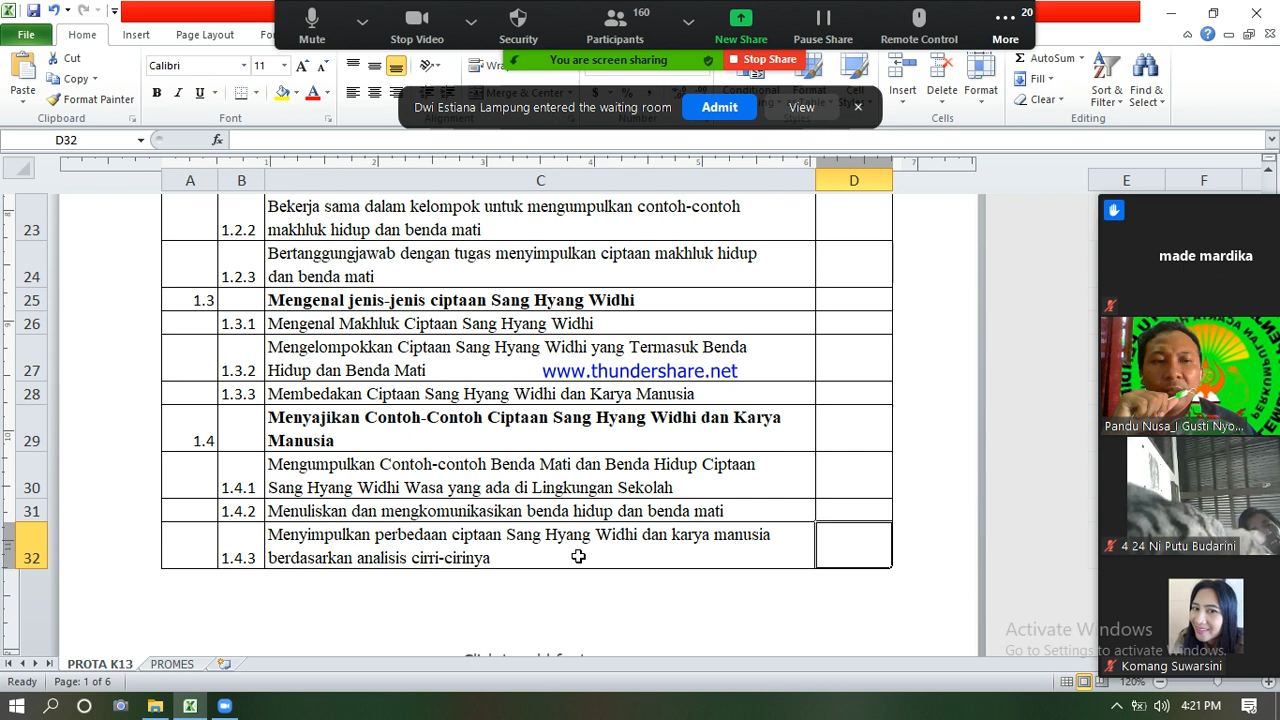 160
20
File Home Insert Page Layout
Mute Stop Video Security Participants New Share Pause Share Remote Control More
You are screen sharing Stop Share
Cut
Copy
Format Painter
Paste
Calibri 11
B I U
Clipboard Font Cells Editing
AutoSum
Fill
Clear
Insert Delete Format Sort & Filter Find & Select
Dwi Estiana Lampung entered the waiting room Admit View
D32 fx
A B C D E F
23 1.2.2 Bekerja sama dalam kelompok untuk mengumpulkan contoh-contoh
makhluk hidup dan benda mati
24 1.2.3 Bertanggungjawab dengan tugas menyimpulkan ciptaan makhluk hidup
dan benda mati
25 1.3 Mengenal jenis-jenis ciptaan Sang Hyang Widhi
26 1.3.1 Mengenal Makhluk Ciptaan Sang Hyang Widhi
27 1.3.2 Mengelompokkan Ciptaan Sang Hyang Widhi yang Termasuk Benda
Hidup dan Benda Mati
www.thundershare.net
28 1.3.3 Membedakan Ciptaan Sang Hyang Widhi dan Karya Manusia
29 1.4 Menyajikan Contoh-Contoh Ciptaan Sang Hyang Widhi dan Karya
Manusia
30 1.4.1 Mengumpulkan Contoh-contoh Benda Mati dan Benda Hidup Ciptaan
Sang Hyang Widhi Wasa yang ada di Lingkungan Sekolah
31 1.4.2 Menuliskan dan mengkomunikasikan benda hidup dan benda mati
32 1.4.3 Menyimpulkan perbedaan ciptaan Sang Hyang Widhi dan karya manusia
berdasarkan analisis cirri-cirinya
made mardika
Pandu Nusa_I Gusti Nyo...
4 24 Ni Putu Budarini
Komang Suwarsini
Activate Windows
Go to Settings to activate Windows.
PROTA K13 PROMES
Ready Page: 1 of 6 120%
4:21 PM